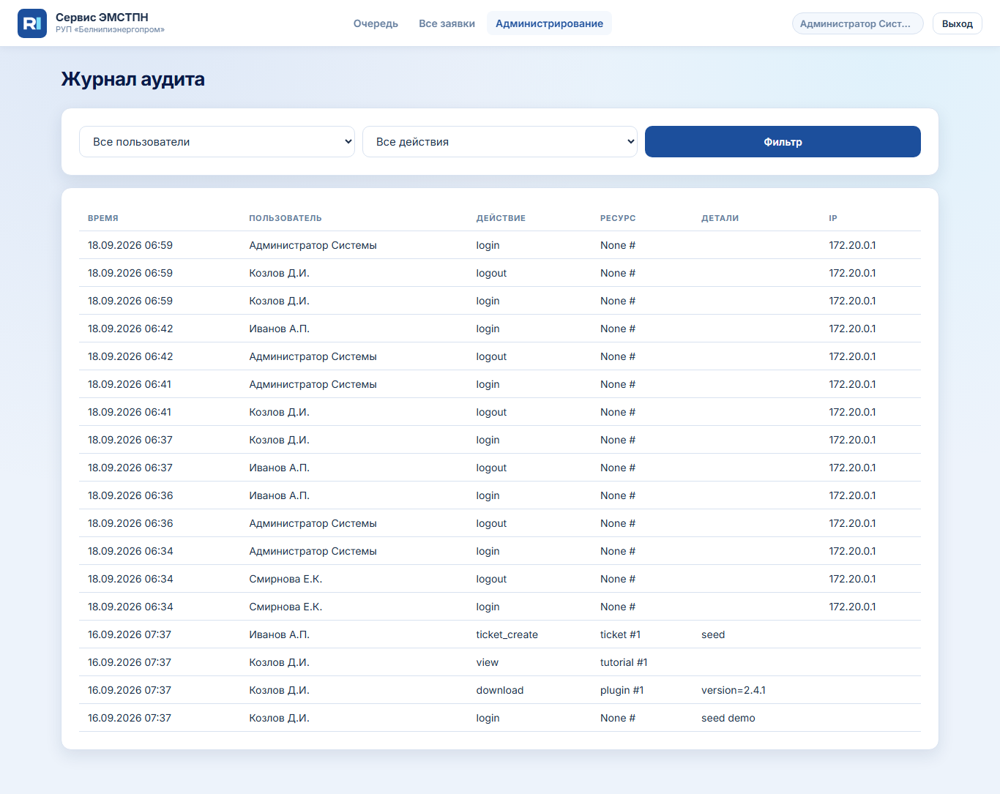 RI
Сервис ЭМСТПН
РУП «Белнипиэнергопром»
Очередь Все заявки Администрирование
Администратор Сист... Выход
Журнал аудита
Все пользователи Все действия Фильтр
ВРЕМЯ ПОЛЬЗОВАТЕЛЬ ДЕЙСТВИЕ РЕСУРС ДЕТАЛИ IP
18.09.2026 06:59 Администратор Системы login None # 172.20.0.1
18.09.2026 06:59 Козлов Д.И. logout None # 172.20.0.1
18.09.2026 06:59 Козлов Д.И. login None # 172.20.0.1
18.09.2026 06:42 Иванов А.П. login None # 172.20.0.1
18.09.2026 06:42 Администратор Системы logout None # 172.20.0.1
18.09.2026 06:41 Администратор Системы login None # 172.20.0.1
18.09.2026 06:41 Козлов Д.И. logout None # 172.20.0.1
18.09.2026 06:37 Козлов Д.И. login None # 172.20.0.1
18.09.2026 06:37 Иванов А.П. logout None # 172.20.0.1
18.09.2026 06:36 Иванов А.П. login None # 172.20.0.1
18.09.2026 06:36 Администратор Системы logout None # 172.20.0.1
18.09.2026 06:34 Администратор Системы login None # 172.20.0.1
18.09.2026 06:34 Смирнова Е.К. logout None # 172.20.0.1
18.09.2026 06:34 Смирнова Е.К. login None # 172.20.0.1
16.09.2026 07:37 Иванов А.П. ticket_create ticket #1 seed
16.09.2026 07:37 Козлов Д.И. view tutorial #1
16.09.2026 07:37 Козлов Д.И. download plugin #1 version=2.4.1
16.09.2026 07:37 Козлов Д.И. login None # seed demo